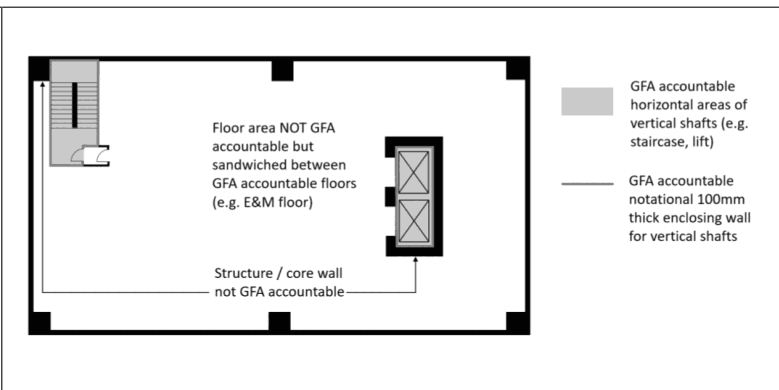 Floor area NOT GFA
accountable but
sandwiched between
GFA accountable floors
(e.g. E&M floor)
Structure / core wall
not GFA accountable
GFA accountable
horizontal areas of
vertical shafts (e.g.
staircase, lift)
GFA accountable
notational 100mm
thick enclosing wall
for vertical shafts